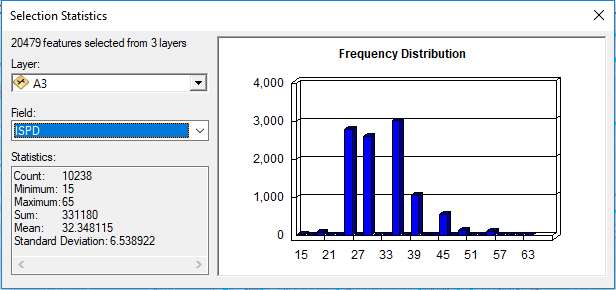 Selection Statistics
20479 features selected from 3 layers
Layer:
A3
Field:
ISPD
Statistics:
Count: 10238
Minimum: 15
Maximum: 65
Sum: 331180
Mean: 32.348115
Standard Deviation: 6.538922
Frequency Distribution
4,000
3,000
2,000
1,000
0
15 21 27 33 39 45 51 57 63